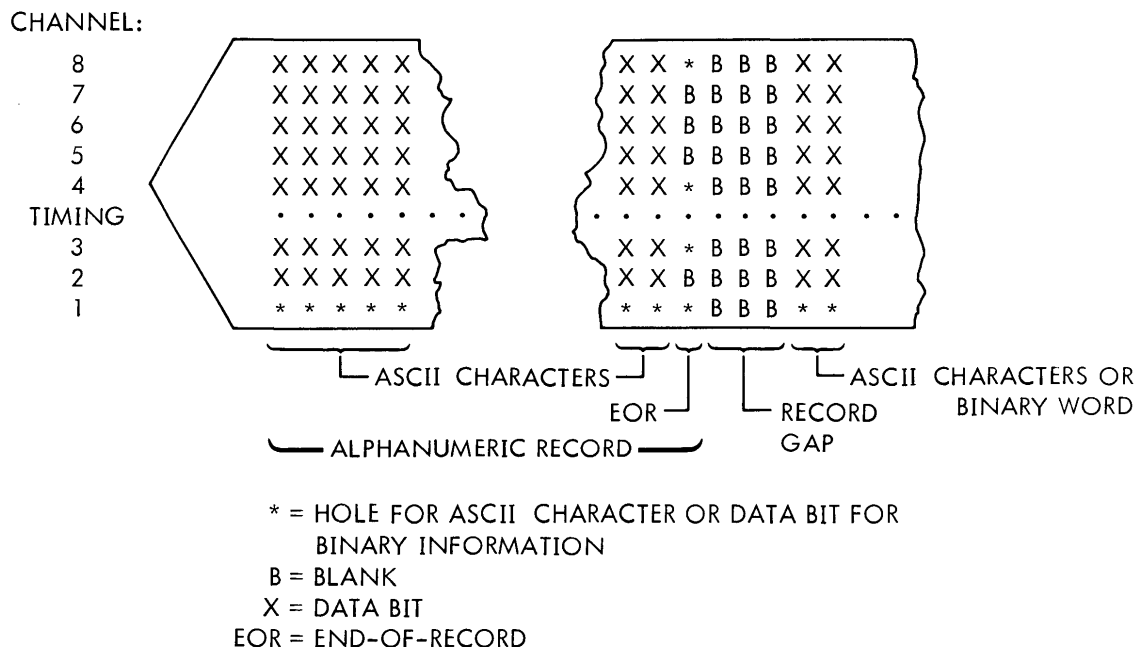 CHANNEL:
8 X X X X X X X * B B B X X
7 X X X X X X X B B B B X X
6 X X X X X X X B B B B X X
5 X X X X X X X B B B B X X
4 X X X X X X X * B B B X X
TIMING · · · · · · · · · · · · · · · · · ·
3 X X X X X X X * B B B X X
2 X X X X X X X B B B B X X
1 * * * * * * * * B B B * *
ASCII CHARACTERS
ASCII CHARACTERS OR
BINARY WORD
EOR
RECORD
GAP
ALPHANUMERIC RECORD
* = HOLE FOR ASCII CHARACTER OR DATA BIT FOR
BINARY INFORMATION
B = BLANK
X = DATA BIT
EOR = END-OF-RECORD